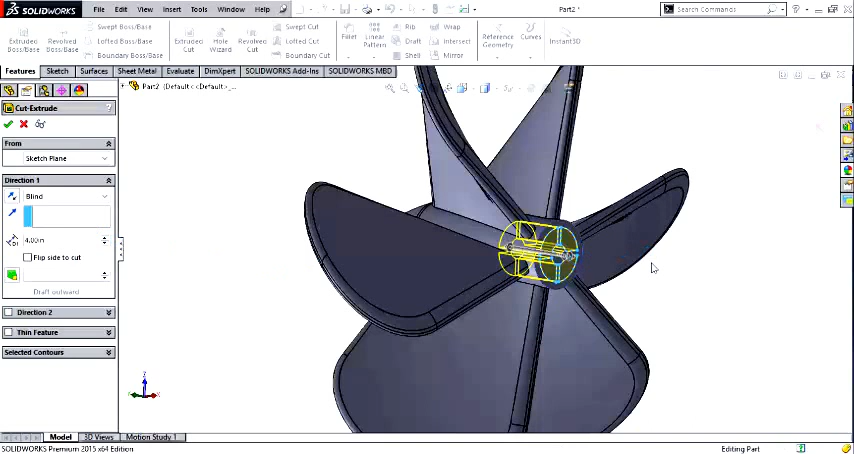 SOLIDWORKS File Edit View Insert Tools Window Help Part2 * Search Commands
Extruded Boss/Base
Revolved Boss/Base
Swept Boss/Base
Lofted Boss/Base
Boundary Boss/Base
Extruded Cut
Hole Wizard
Revolved Cut
Swept Cut
Lofted Cut
Boundary Cut
Fillet
Linear Pattern
Rib
Draft
Shell
Wrap
Intersect
Mirror
Reference Geometry
Curves
Instant3D
Features Sketch Surfaces Sheet Metal Evaluate DimXpert SOLIDWORKS Add-Ins SOLIDWORKS MBD
Part2 (Default<<Default>_...
Cut-Extrude ?
From
Sketch Plane
Direction 1
Blind
4.00in
Flip side to cut
Draft outward
Direction 2
Thin Feature
Selected Contours
Z
Model 3D Views Motion Study 1
SOLIDWORKS Premium 2015 x64 Edition Editing Part